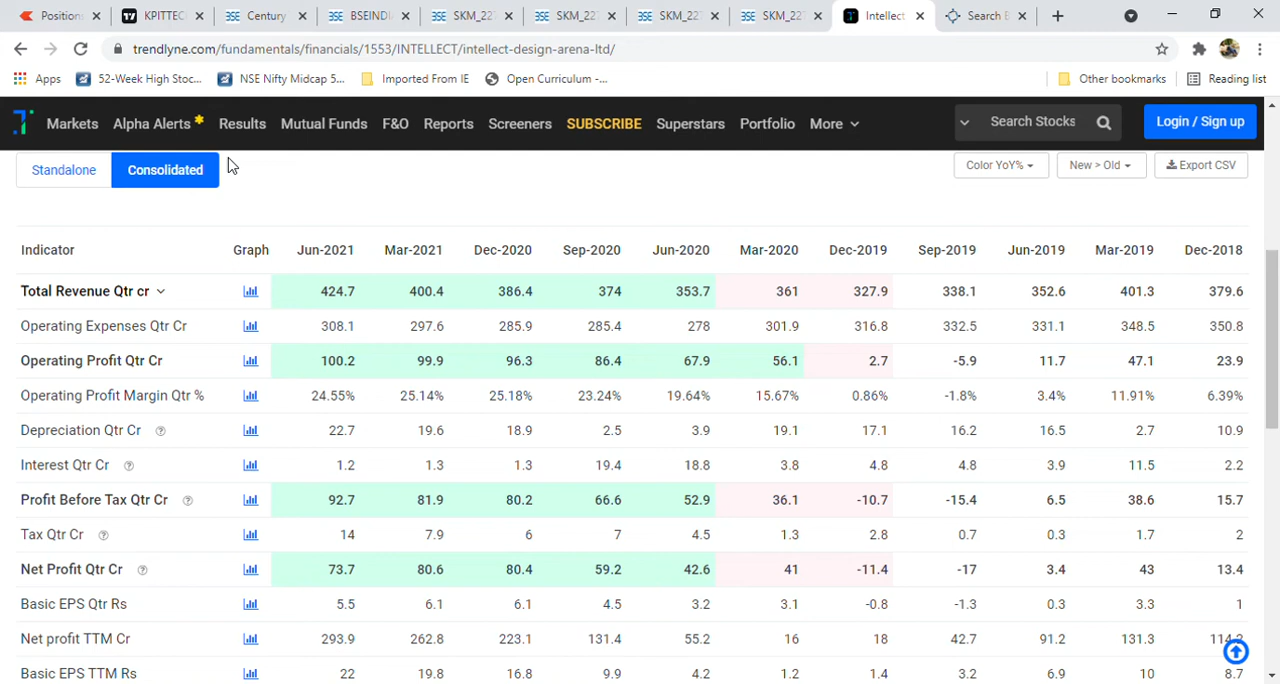 Positior
KPITTECH
Century
BSEINDI
SKM_227
SKM_227
SKM_227
SKM_227
Intellect
Search B
trendlyne.com/fundamentals/financials/1553/INTELLECT/intellect-design-arena-ltd/
Apps 52-Week High Stoc... NSE Nifty Midcap 5... Imported From IE Open Curriculum -... Other bookmarks Reading list
Markets Alpha Alerts Results Mutual Funds F&O Reports Screeners SUBSCRIBE Superstars Portfolio More Search Stocks Login / Sign up
Standalone Consolidated Color YoY% New > Old Export CSV
Indicator Graph Jun-2021 Mar-2021 Dec-2020 Sep-2020 Jun-2020 Mar-2020 Dec-2019 Sep-2019 Jun-2019 Mar-2019 Dec-2018
Total Revenue Qtr cr 424.7 400.4 386.4 374 353.7 361 327.9 338.1 352.6 401.3 379.6
Operating Expenses Qtr Cr 308.1 297.6 285.9 285.4 278 301.9 316.8 332.5 331.1 348.5 350.8
Operating Profit Qtr Cr 100.2 99.9 96.3 86.4 67.9 56.1 2.7 -5.9 11.7 47.1 23.9
Operating Profit Margin Qtr % 24.55% 25.14% 25.18% 23.24% 19.64% 15.67% 0.86% -1.8% 3.4% 11.91% 6.39%
Depreciation Qtr Cr 22.7 19.6 18.9 2.5 3.9 19.1 17.1 16.2 16.5 2.7 10.9
Interest Qtr Cr 1.2 1.3 1.3 19.4 18.8 3.8 4.8 4.8 3.9 11.5 2.2
Profit Before Tax Qtr Cr 92.7 81.9 80.2 66.6 52.9 36.1 -10.7 -15.4 6.5 38.6 15.7
Tax Qtr Cr 14 7.9 6 7 4.5 1.3 2.8 0.7 0.3 1.7 2
Net Profit Qtr Cr 73.7 80.6 80.4 59.2 42.6 41 -11.4 -17 3.4 43 13.4
Basic EPS Qtr Rs 5.5 6.1 6.1 4.5 3.2 3.1 -0.8 -1.3 0.3 3.3 1
Net profit TTM Cr 293.9 262.8 223.1 131.4 55.2 16 18 42.7 91.2 131.3
Basic EPS TTM Rs 22 19.8 16.8 9.9 4.2 1.2 1.4 3.2 6.9 10 8.7